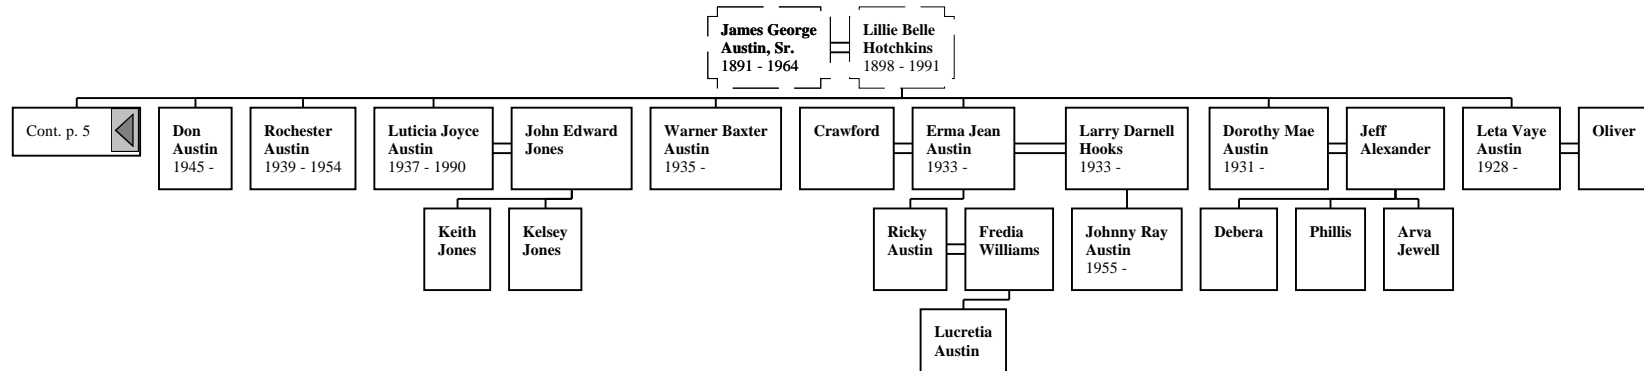 James George
Austin, Sr.
1891 - 1964
Lillie Belle
Hotchkins
1898 - 1991
Cont. p. 5
Don
Austin
1945 -
Rochester
Austin
1939 - 1954
Luticia Joyce
Austin
1937 - 1990
John Edward
Jones
Warner Baxter
Austin
1935 -
Crawford
Erma Jean
Austin
1933 -
Larry Darnell
Hooks
1933 -
Dorothy Mae
Austin
1931 -
Jeff
Alexander
Leta Vaye
Austin
1928 -
Oliver
Keith
Jones
Kelsey
Jones
Ricky
Austin
Fredia
Williams
Johnny Ray
Austin
1955 -
Debera
Phillis
Arva
Jewell
Lucretia
Austin